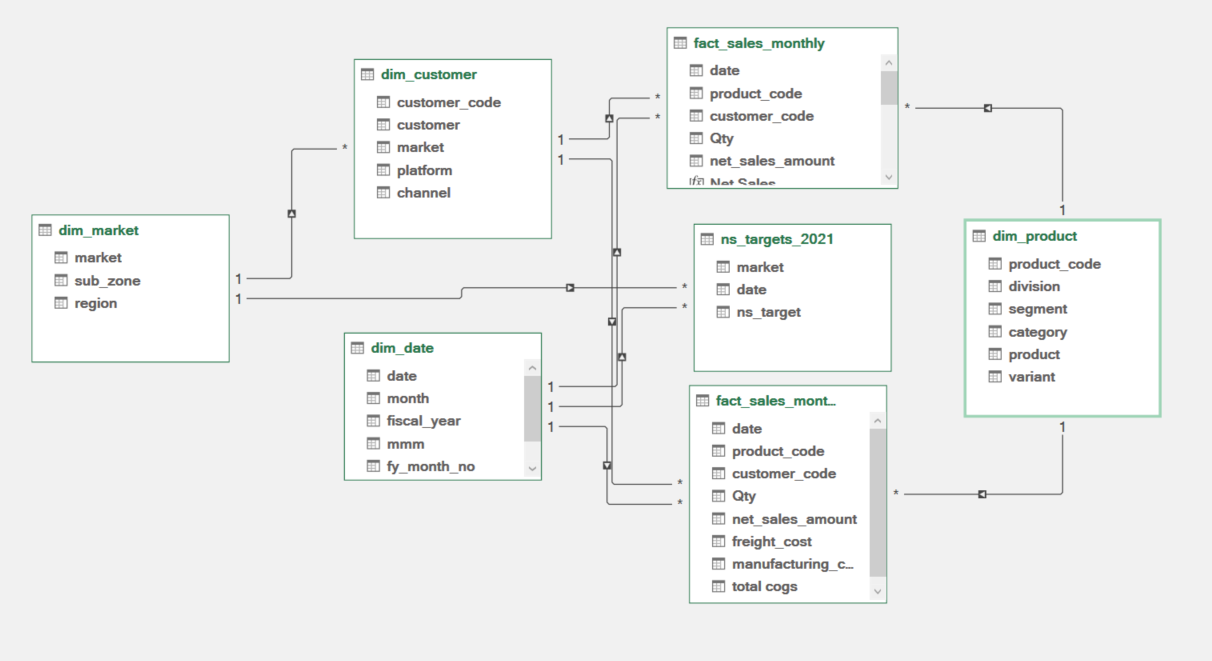 dim_market
market
sub_zone
region
1
1
dim_customer
customer_code
customer
market
platform
channel
*
1
1
dim_date
date
month
fiscal_year
mmm
fy_month_no
1
1
1
fact_sales_monthly
date
product_code
customer_code
Qty
net_sales_amount
fx Net Sales
*
*
*
ns_targets_2021
market
date
ns_target
*
*
fact_sales_mont...
date
product_code
customer_code
Qty
net_sales_amount
freight_cost
manufacturing_c...
total cogs
*
*
*
dim_product
product_code
division
segment
category
product
variant
1
1